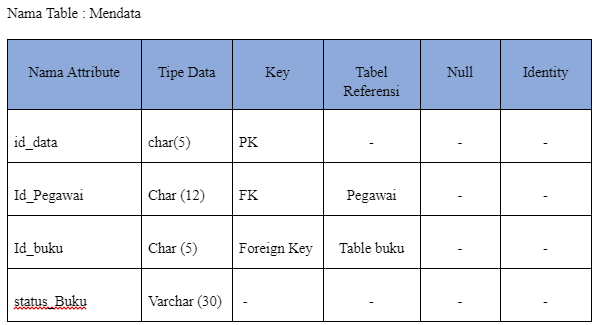 Nama Table : Mendata
Nama Attribute Tipe Data Key Tabel Referensi Null Identity
id_data char(5) PK - - -
Id_Pegawai Char (12) FK Pegawai - -
Id_buku Char (5) Foreign Key Table buku - -
status_Buku Varchar (30) - - - -